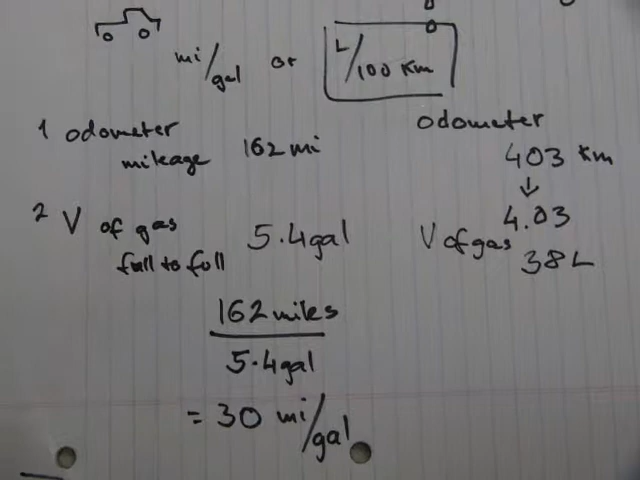 mi/gal or L/100 Km
1 odometer mileage 162 mi
2 V of gas full to full 5.4 gal
162 miles
5.4 gal
= 30 mi/gal
odometer
403 Km
↓
4.03
V of gas
38 L